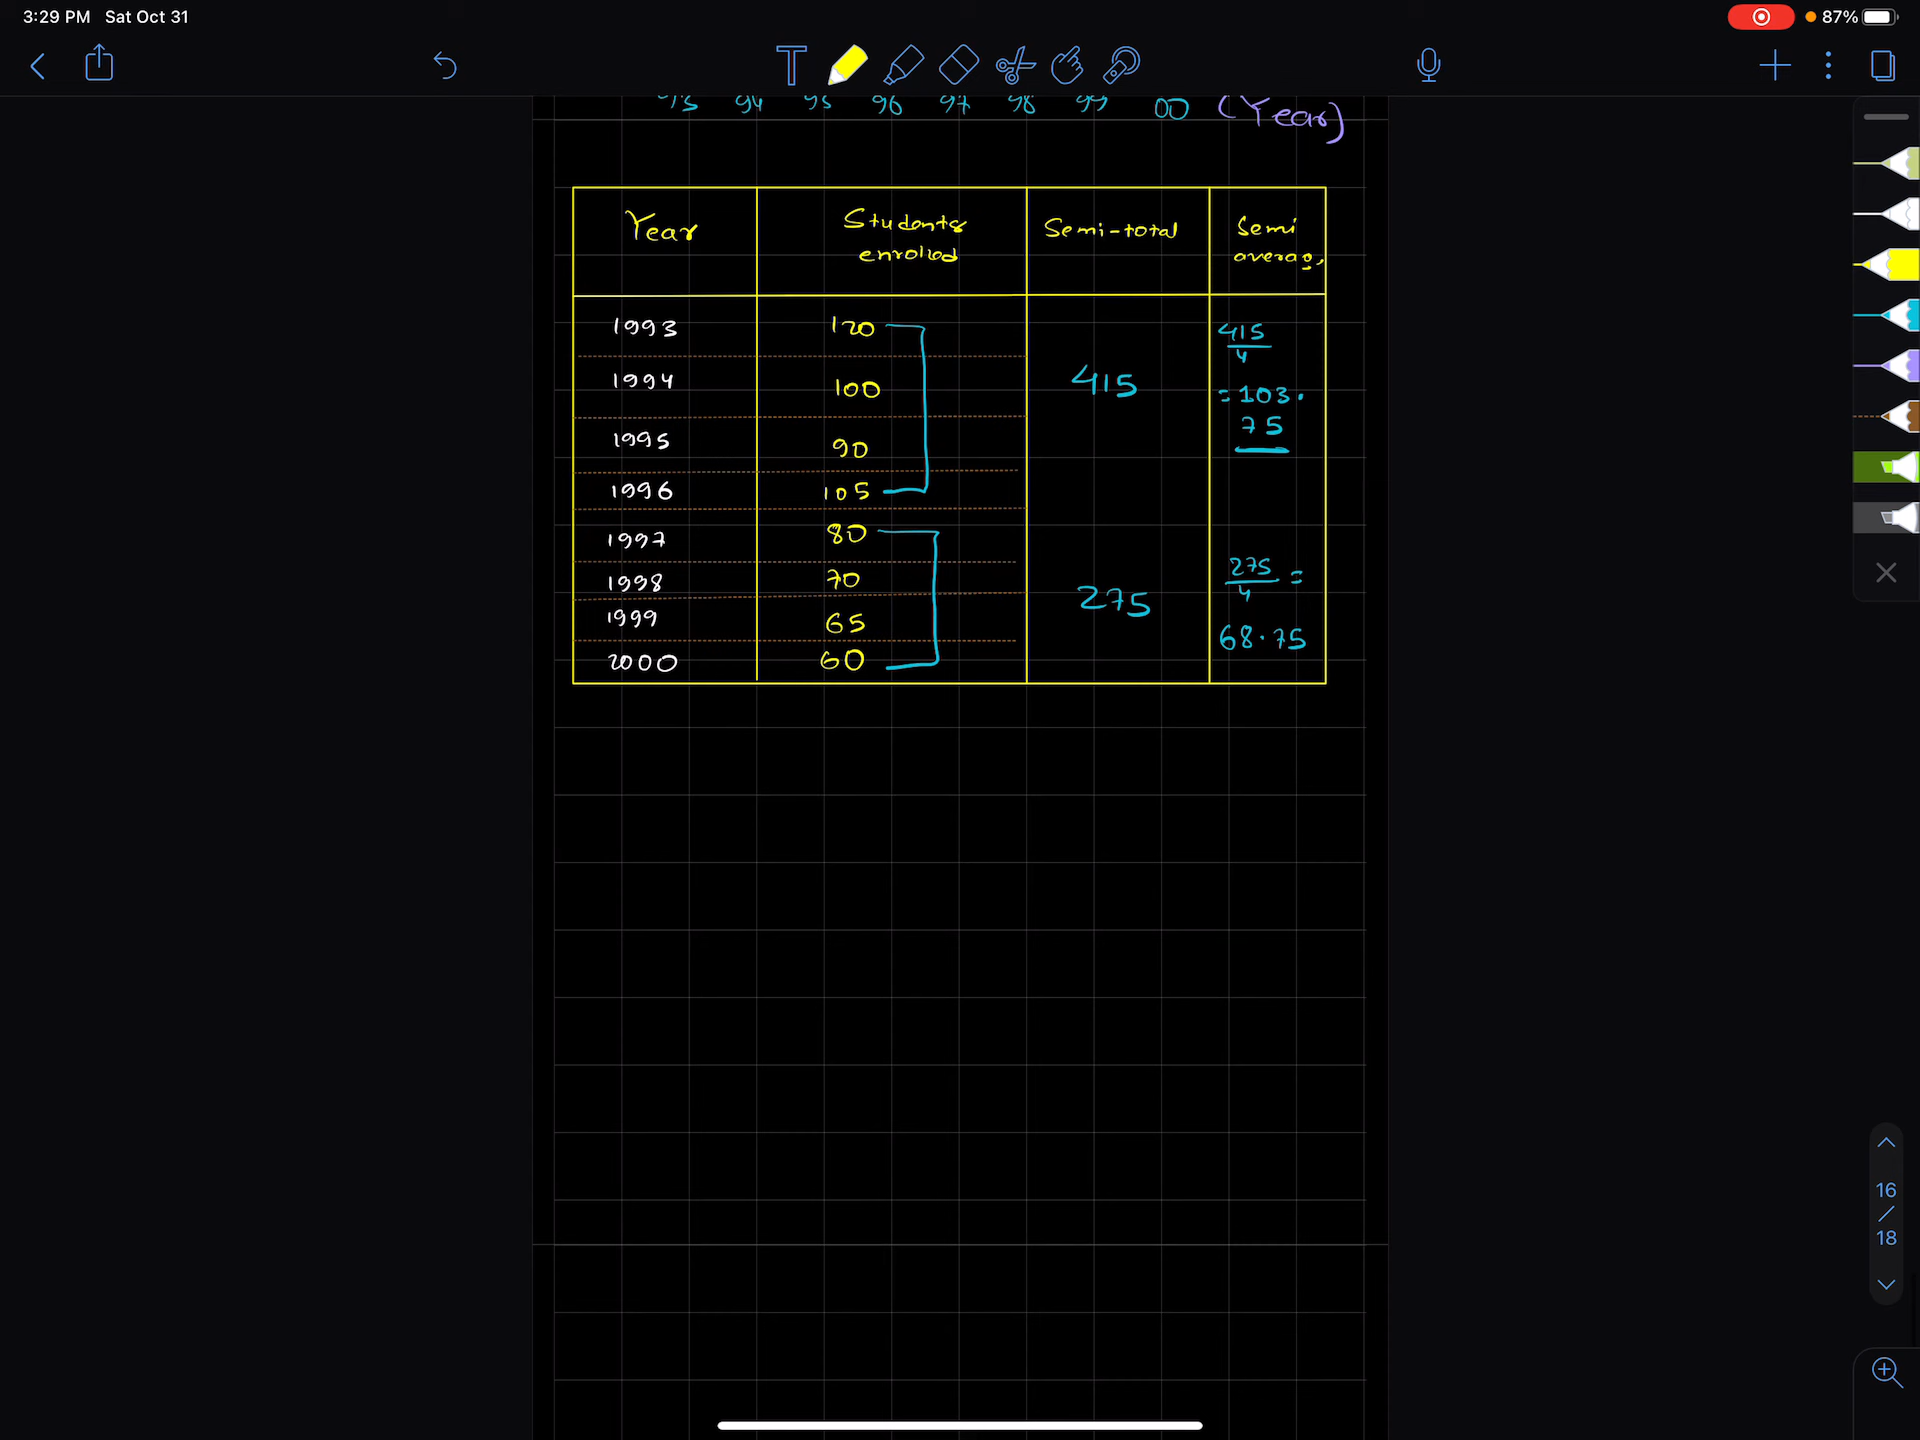 3:29 PM Sat Oct 31
87%
T
94 95 96 97 98 99 00 (Year)
Year Students enrolled Semi-total Semi
1993 120 415 415/4
1994 100 = 103.
1995 90 75
1996 105
1997 80 275 275/4 =
1998 70
1999 65 68.75
2000 60
16
/
18